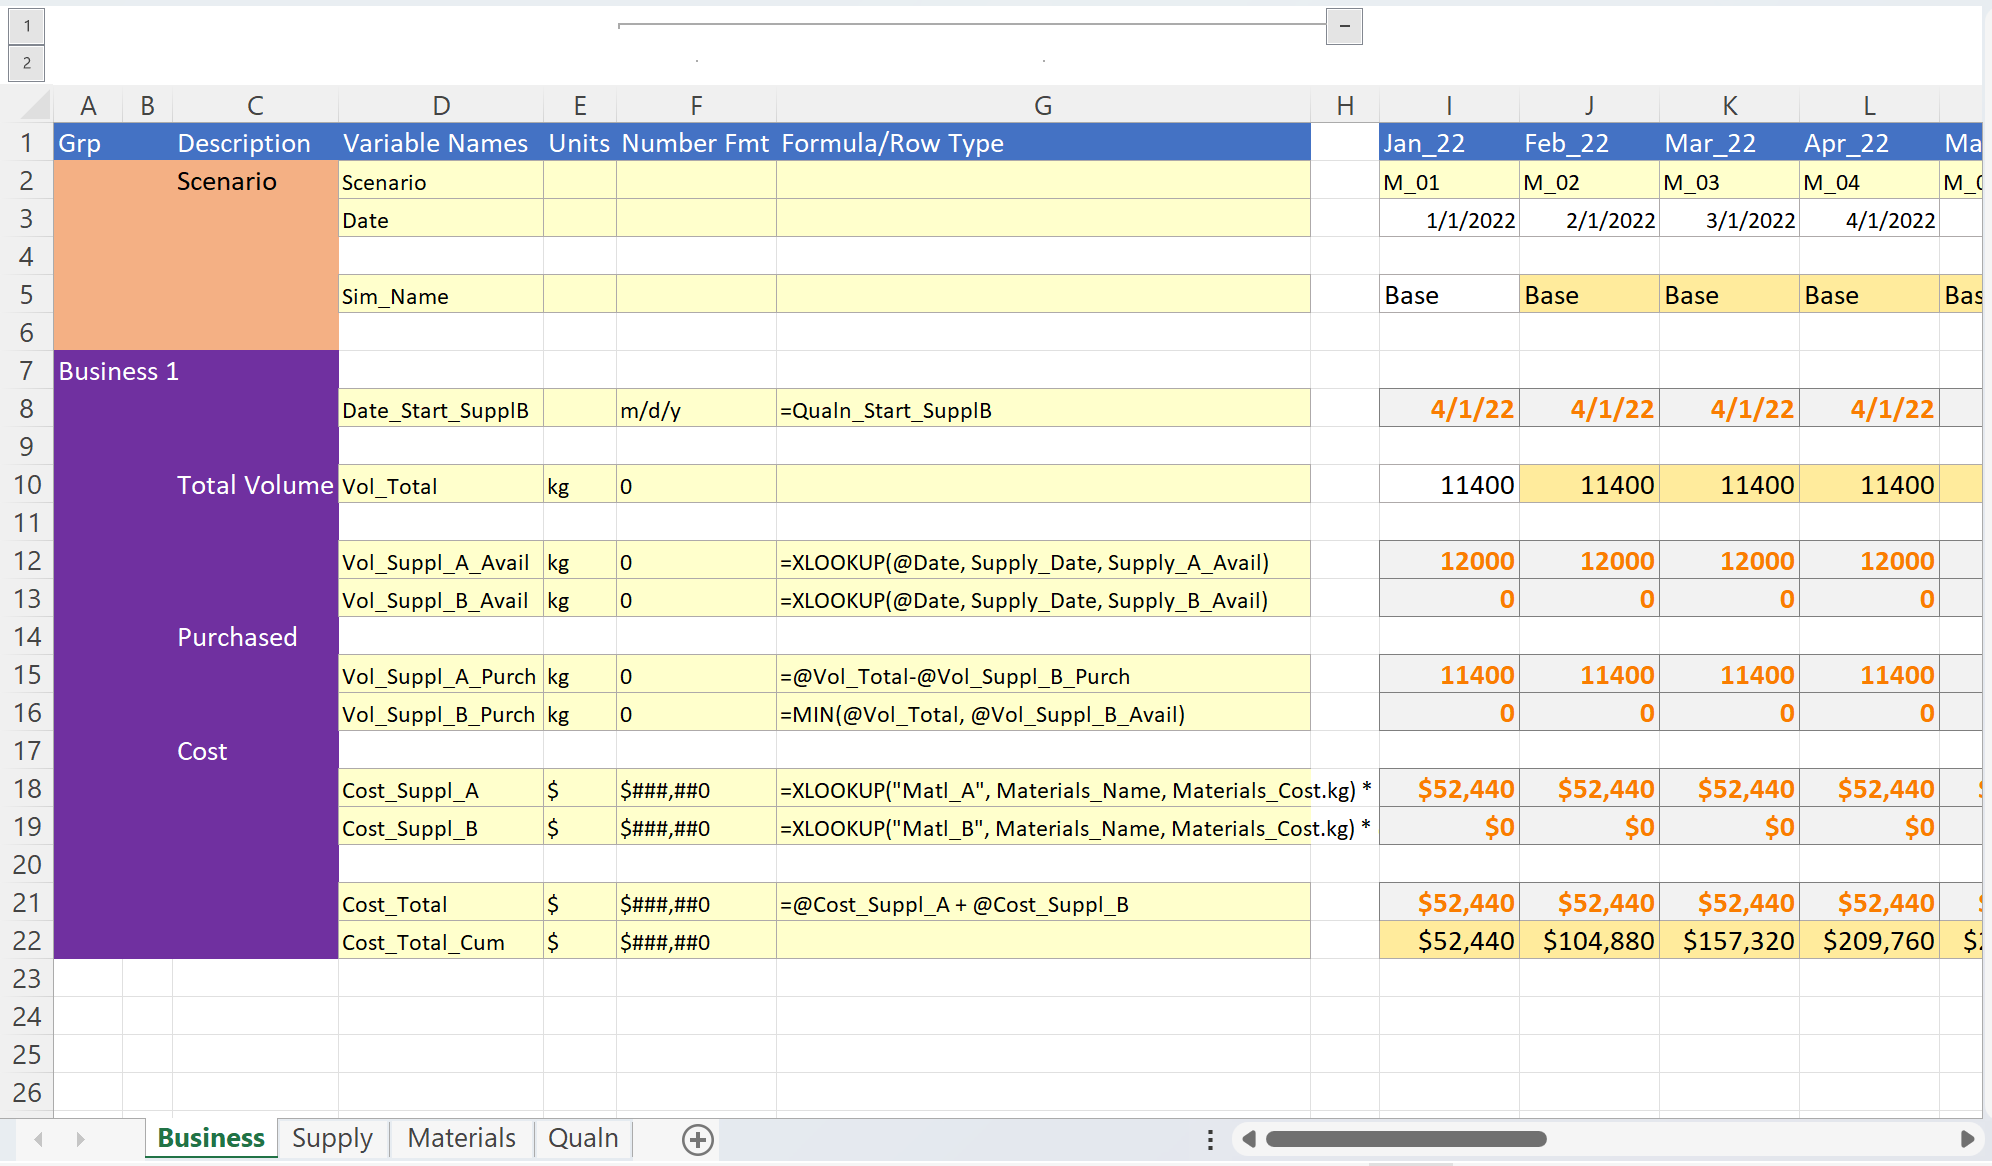 1
2
A B C D E F G H I J K L
1 Grp Description Variable Names Units Number Fmt Formula/Row Type Jan_22 Feb_22 Mar_22 Apr_22 Ma
2 Scenario Scenario M_01 M_02 M_03 M_04 M_0
3 Date 1/1/2022 2/1/2022 3/1/2022 4/1/2022
4
5 Sim_Name Base Base Base Base Bas
6
7 Business 1
8 Date_Start_SupplB m/d/y =Qualn_Start_SupplB 4/1/22 4/1/22 4/1/22 4/1/22
9
10 Total Volume Vol_Total kg 0 11400 11400 11400 11400
11
12 Vol_Suppl_A_Avail kg 0 =XLOOKUP(@Date, Supply_Date, Supply_A_Avail) 12000 12000 12000 12000
13 Vol_Suppl_B_Avail kg 0 =XLOOKUP(@Date, Supply_Date, Supply_B_Avail) 0 0 0 0
14 Purchased
15 Vol_Suppl_A_Purch kg 0 =@Vol_Total-@Vol_Suppl_B_Purch 11400 11400 11400 11400
16 Vol_Suppl_B_Purch kg 0 =MIN(@Vol_Total, @Vol_Suppl_B_Avail) 0 0 0 0
17 Cost
18 Cost_Suppl_A $ $###,##0 =XLOOKUP("Matl_A", Materials_Name, Materials_Cost.kg) * $52,440 $52,440 $52,440 $52,440
19 Cost_Suppl_B $ $###,##0 =XLOOKUP("Matl_B", Materials_Name, Materials_Cost.kg) * $0 $0 $0 $0
20
21 Cost_Total $ $###,##0 =@Cost_Suppl_A + @Cost_Suppl_B $52,440 $52,440 $52,440 $52,440
22 Cost_Total_Cum $ $###,##0 $52,440 $104,880 $157,320 $209,760
23
24
25
26
Business Supply Materials Qualn